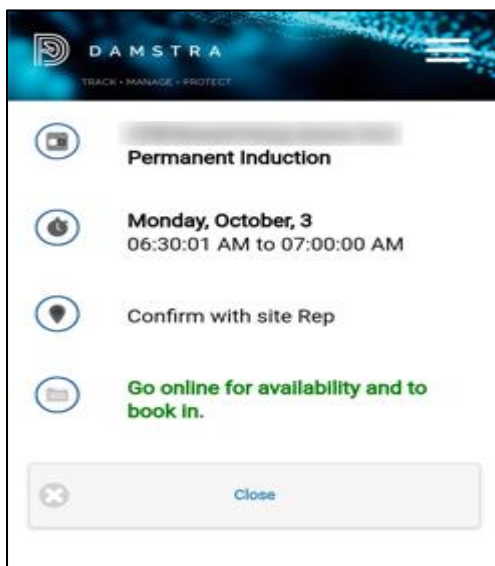 DAMSTRA
TRACK • MANAGE • PROTECT
Permanent Induction
Monday, October, 3
06:30:01 AM to 07:00:00 AM
Confirm with site Rep
Go online for availability and to
book in.
Close